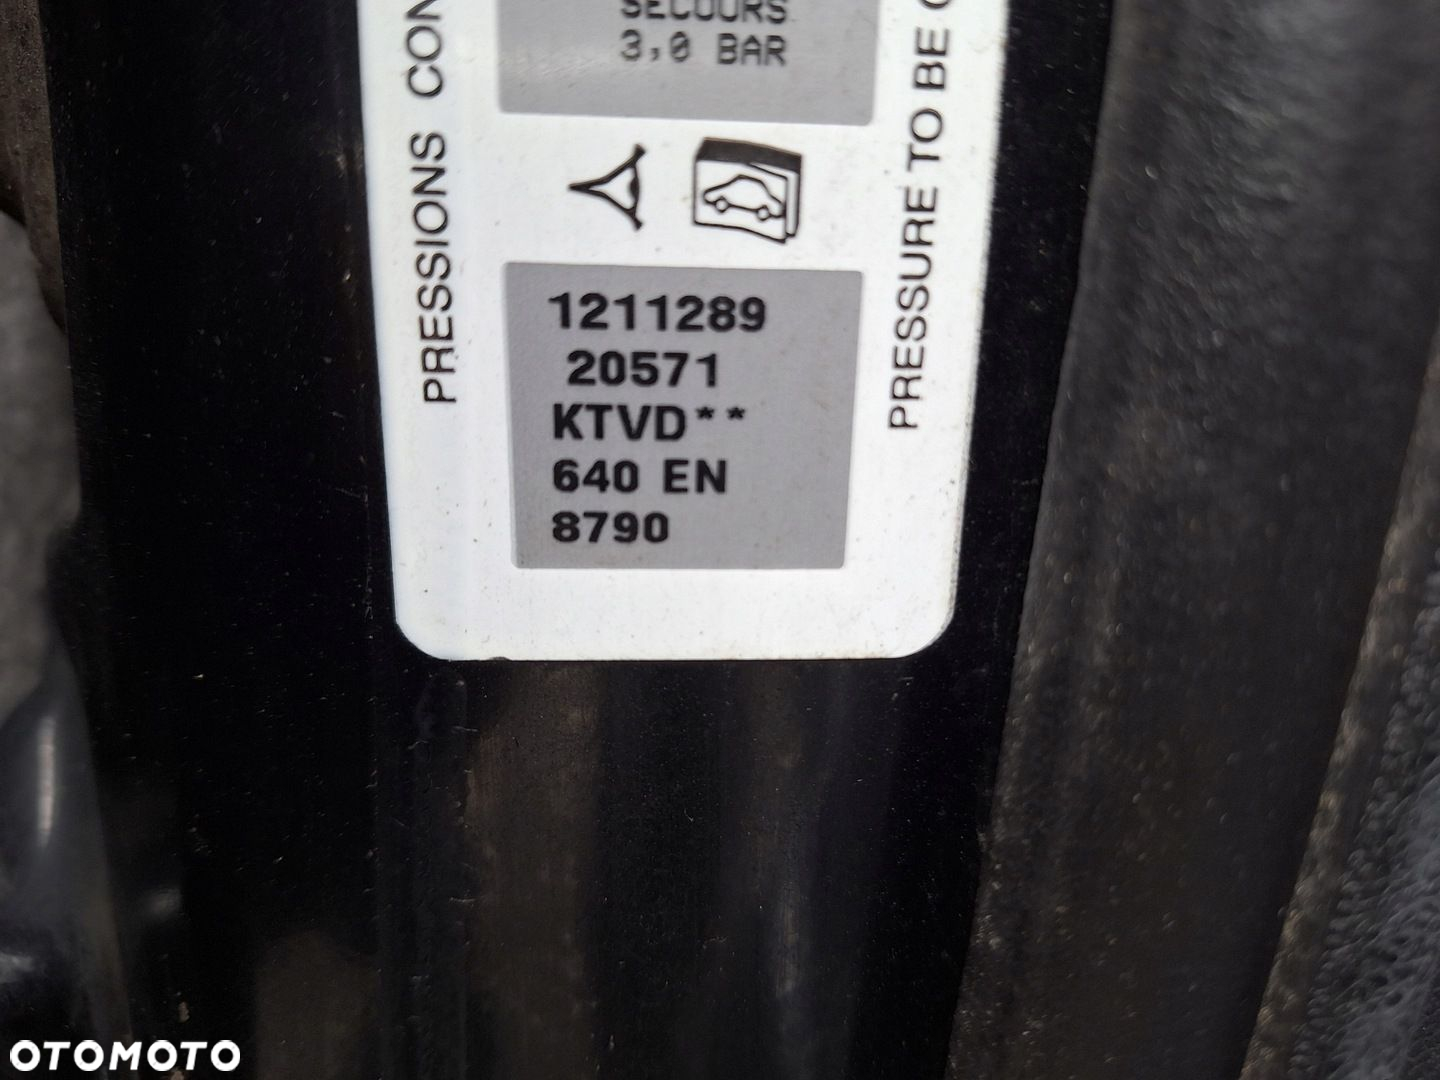 SECOURS
3,0 BAR
PRESSIONS CON
PRESSURE TO BE
1211289
20571
KTVD**
640 EN
8790
OTOMOTO